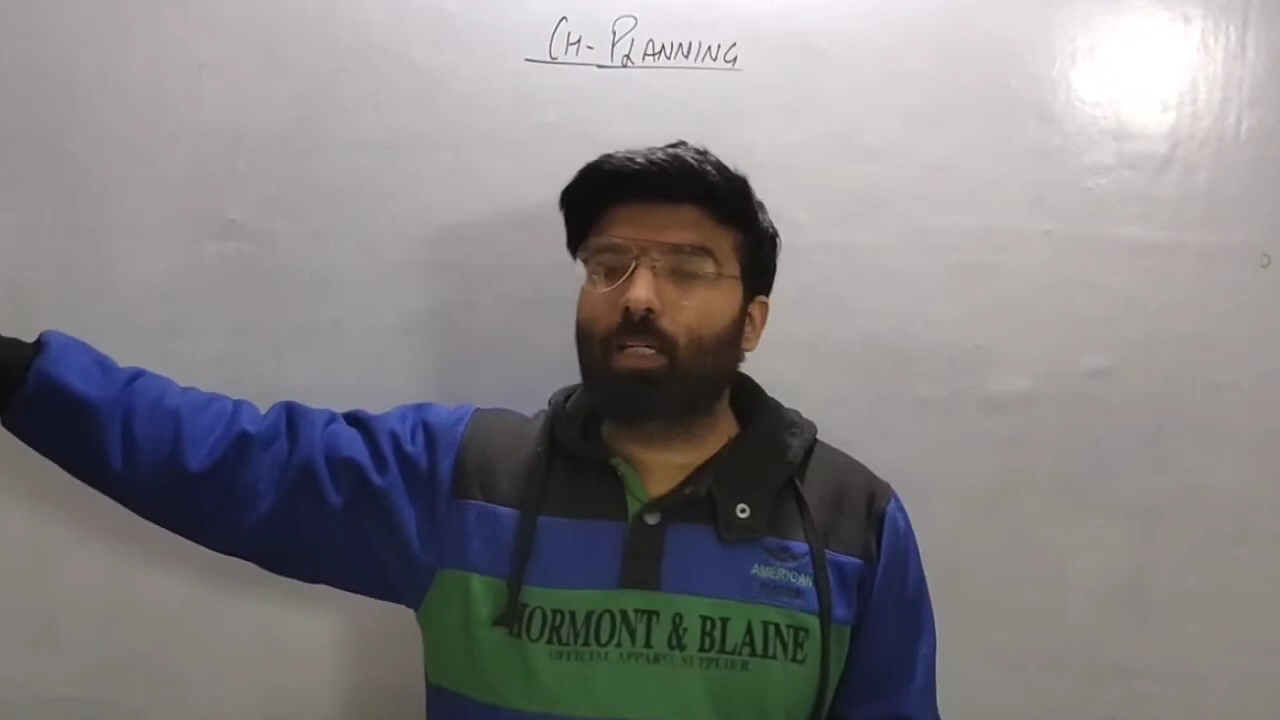 CH- PLANNING
AMERICAN
HORMONT & BLAINE
OFFICIAL APPAREL SUPPLIER